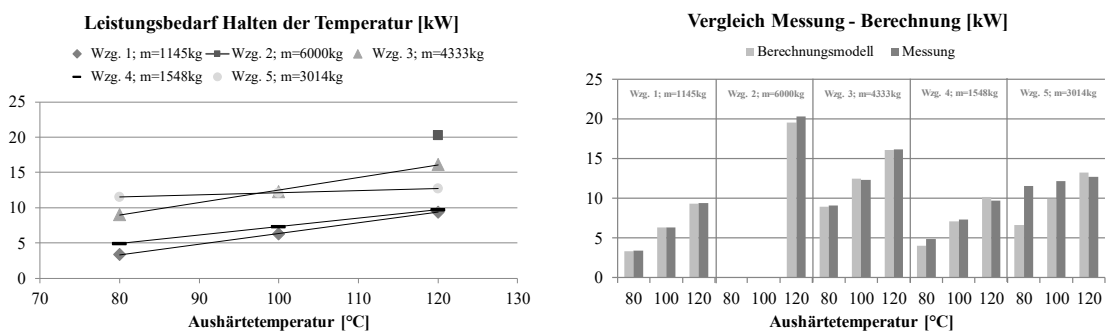 Leistungsbedarf Halten der Temperatur [kW]
Wzg. 1; m=1145kg Wzg. 2; m=6000kg Wzg. 3; m=4333kg
Wzg. 4; m=1548kg Wzg. 5; m=3014kg
25
20
15
10
5
0
70 80 90 100 110 120 130
Aushärtetemperatur [°C]
Vergleich Messung - Berechnung [kW]
Berechnungsmodell Messung
25
20
15
10
5
0
Wzg. 1; m=1145kg Wzg. 2; m=6000kg Wzg. 3; m=4333kg Wzg. 4; m=1548kg Wzg. 5; m=3014kg
80 100 120 80 100 120 80 100 120 80 100 120 80 100 120
Aushärtetemperatur [°C]